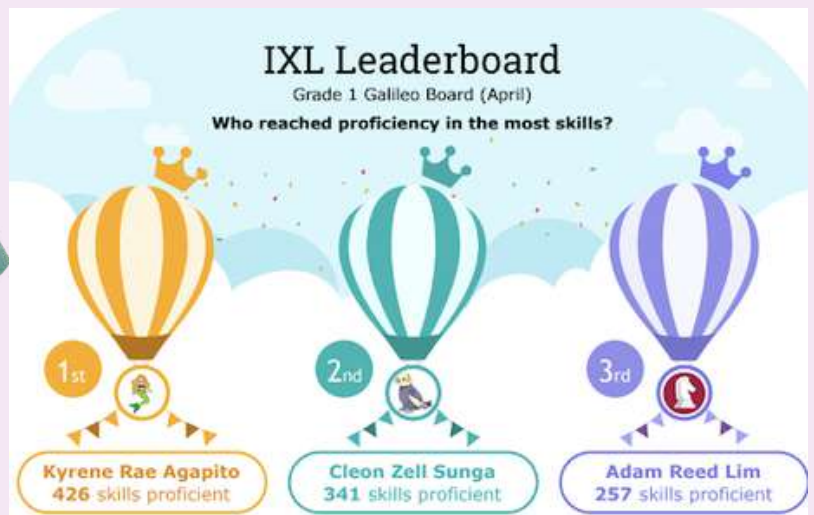 IXL Leaderboard
Grade 1 Galileo Board (April)
Who reached proficiency in the most skills?
1st
2nd
3rd
Kyrene Rae Agapito
426 skills proficient
Cleon Zell Sunga
341 skills proficient
Adam Reed Lim
257 skills proficient